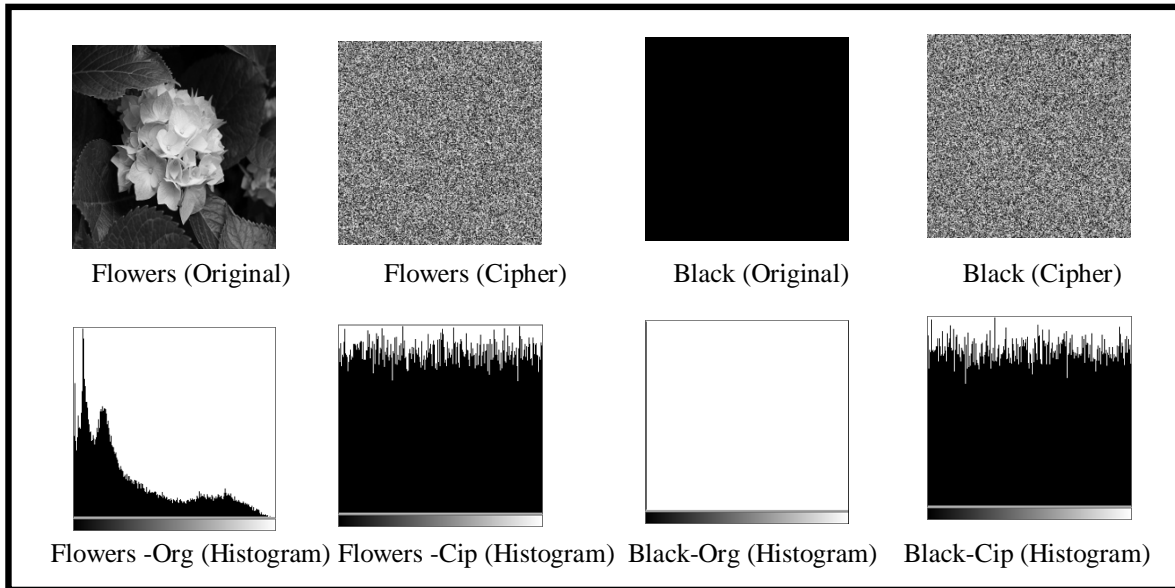 Flowers (Original) Flowers (Cipher) Black (Original) Black (Cipher)
Flowers -Org (Histogram) Flowers -Cip (Histogram) Black-Org (Histogram) Black-Cip (Histogram)